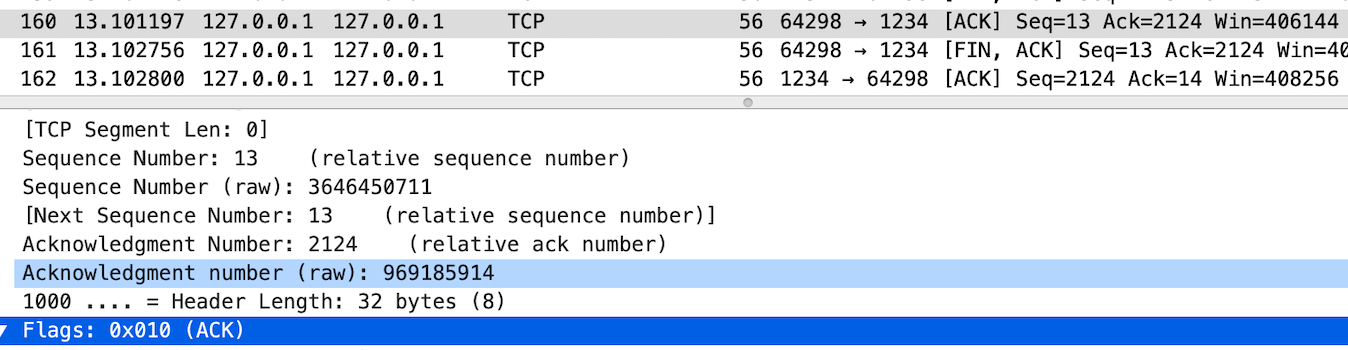 160 13.101197 127.0.0.1 127.0.0.1 TCP 56 64298 → 1234 [ACK] Seq=13 Ack=2124 Win=406144
161 13.102756 127.0.0.1 127.0.0.1 TCP 56 64298 → 1234 [FIN, ACK] Seq=13 Ack=2124 Win=40
162 13.102800 127.0.0.1 127.0.0.1 TCP 56 1234 → 64298 [ACK] Seq=2124 Ack=14 Win=408256
[TCP Segment Len: 0]
Sequence Number: 13 (relative sequence number)
Sequence Number (raw): 3646450711
[Next Sequence Number: 13 (relative sequence number)]
Acknowledgment Number: 2124 (relative ack number)
Acknowledgment number (raw): 969185914
1000 .... = Header Length: 32 bytes (8)
Flags: 0x010 (ACK)